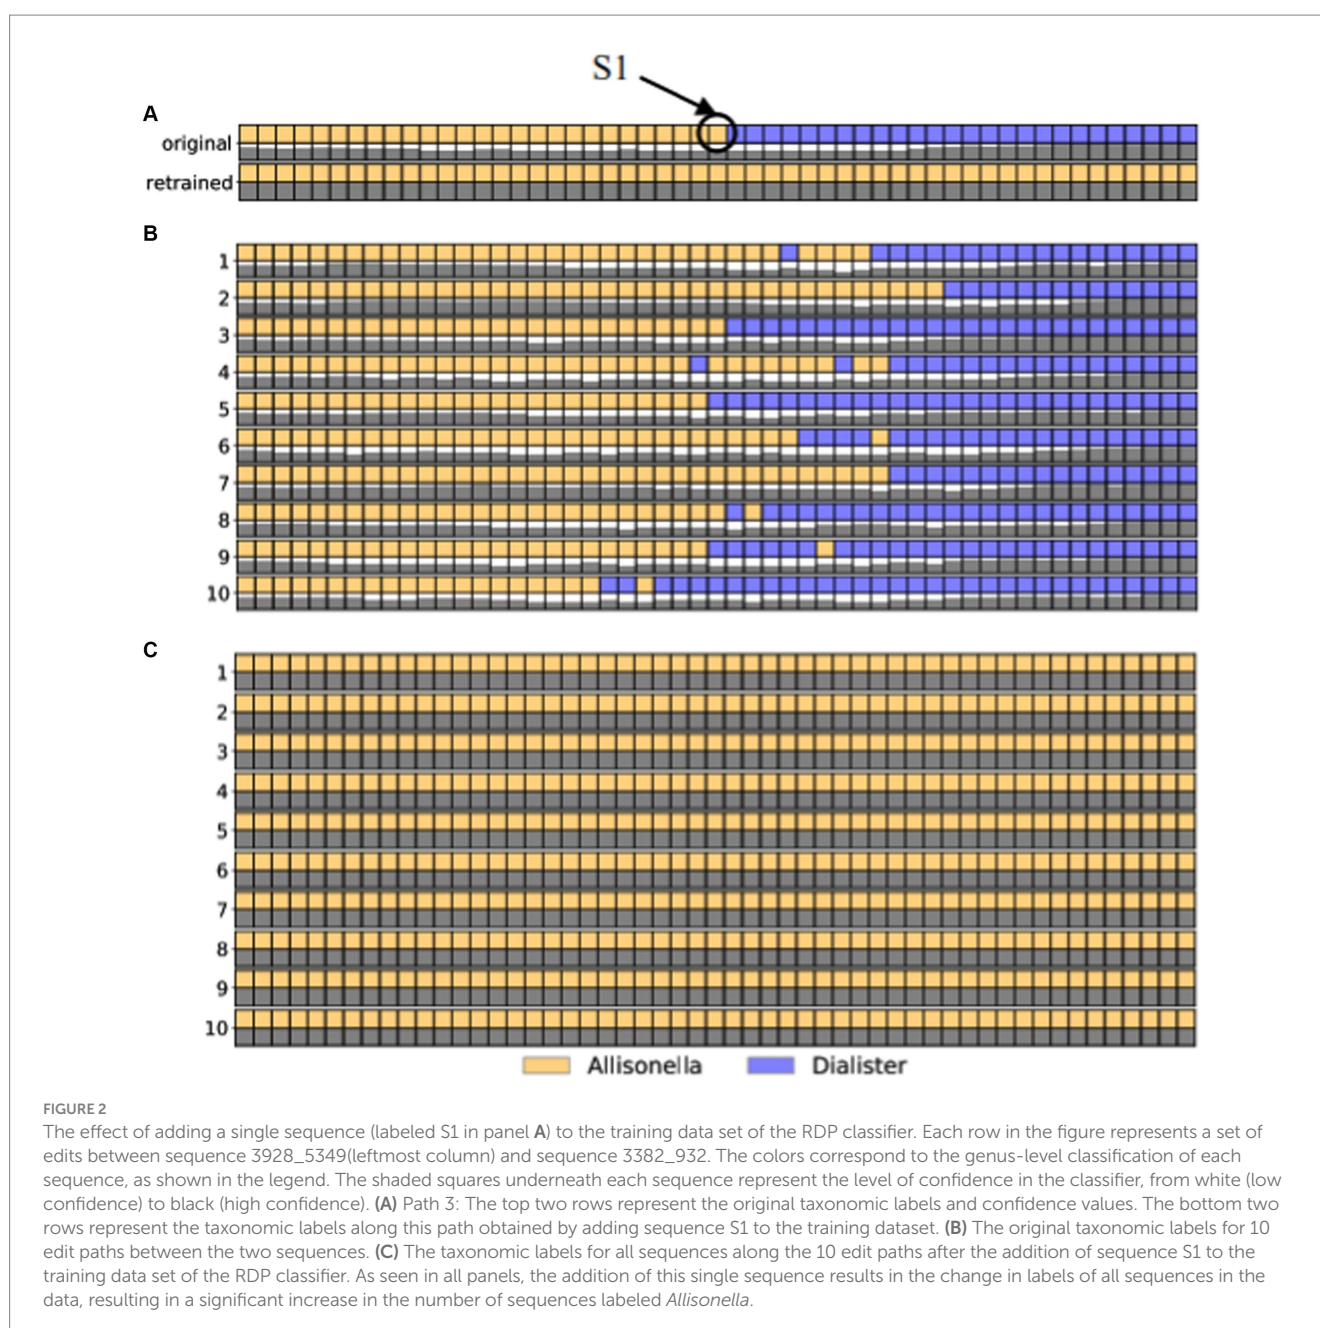 S1
A
original
retrained
B
1
2
3
4
5
6
7
8
9
10
C
1
2
3
4
5
6
7
8
9
10
Allisonella Dialister
FIGURE 2
The effect of adding a single sequence (labeled S1 in panel A) to the training data set of the RDP classifier. Each row in the figure represents a set of
edits between sequence 3928_5349(leftmost column) and sequence 3382_932. The colors correspond to the genus-level classification of each
sequence, as shown in the legend. The shaded squares underneath each sequence represent the level of confidence in the classifier, from white (low
confidence) to black (high confidence). (A) Path 3: The top two rows represent the original taxonomic labels and confidence values. The bottom two
rows represent the taxonomic labels along this path obtained by adding sequence S1 to the training dataset. (B) The original taxonomic labels for 10
edit paths between the two sequences. (C) The taxonomic labels for all sequences along the 10 edit paths after the addition of sequence S1 to the
training data set of the RDP classifier. As seen in all panels, the addition of this single sequence results in the change in labels of all sequences in the
data, resulting in a significant increase in the number of sequences labeled Allisonella.